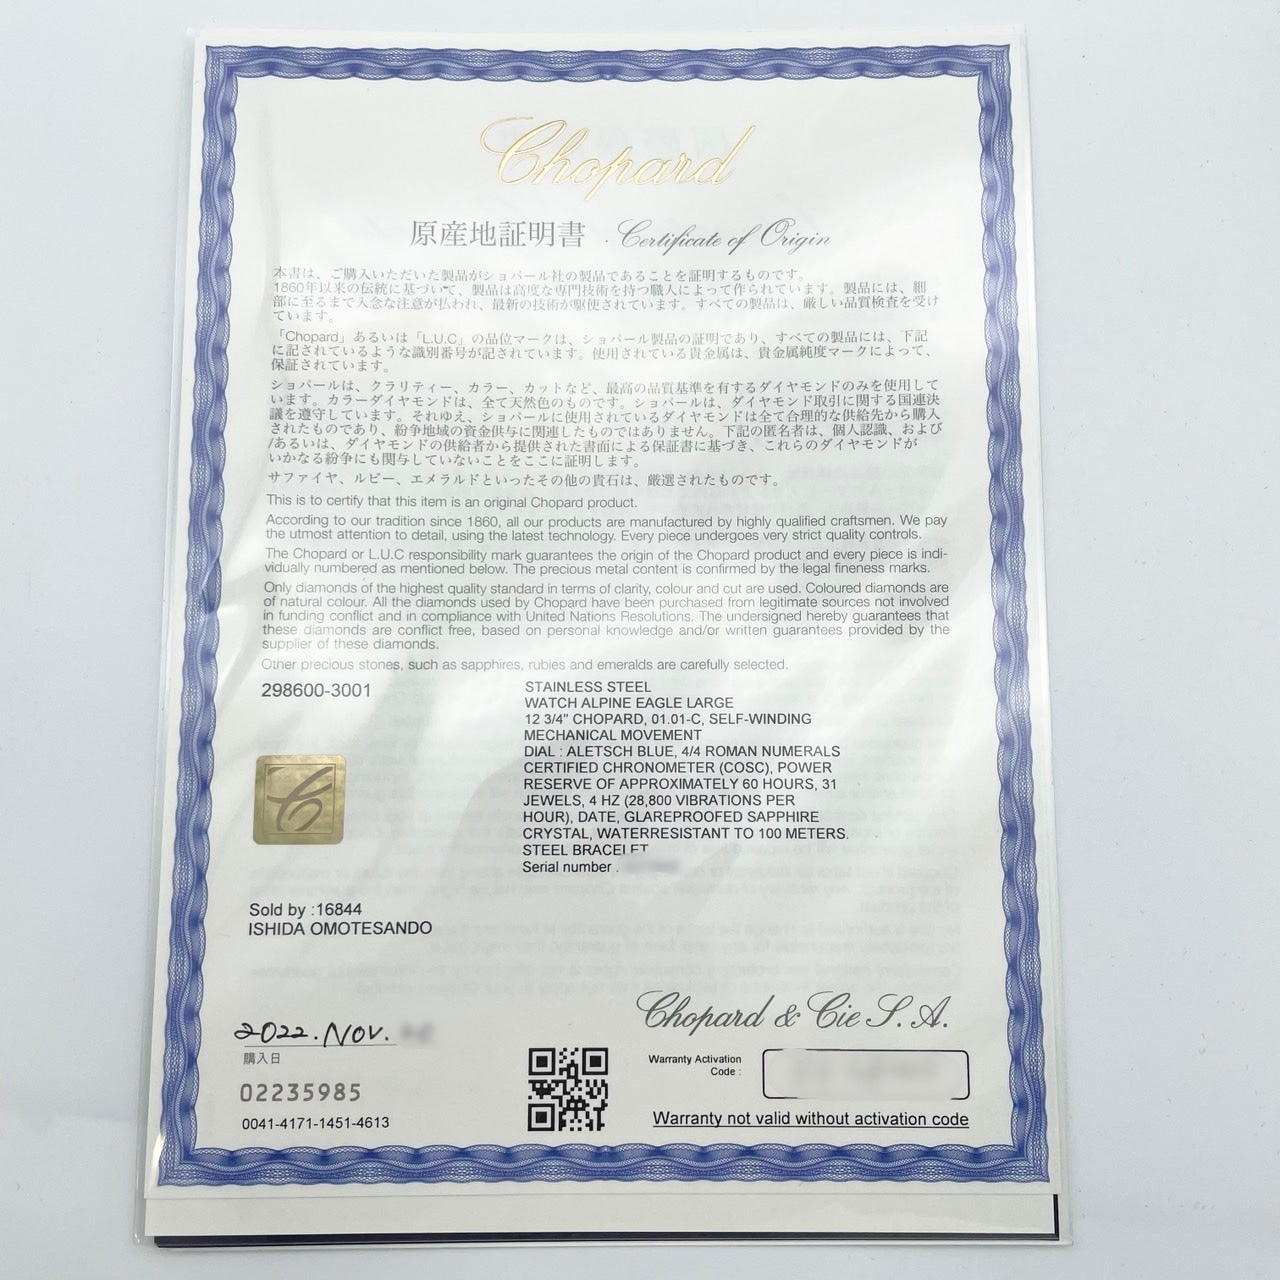 Chopard
原産地証明書 · Certificate of Origin
本書は、ご購入いただいた製品がショパール社の製品であることを証明するものです。
1860年以来の伝統に基づいて、製品は高度な専門技術を持つ職人によって作られています。製品には、細
部に至るまで入念な注意が払われ、最新の技術が駆使されています。すべての製品は、厳しい品質検査を受け
ています。
「Chopard」あるいは「L.U.C」の品位マークは、ショパール製品の証明であり、すべての製品には、下記
に記されているような識別番号が記されています。使用されている貴金属は、貴金属純度マークによって、
保証されています。
ショパールは、クラリティー、カラー、カットなど、最高の品質基準を有するダイヤモンドのみを使用して
います。カラーダイヤモンドは、全て天然色のものです。ショパールは、ダイヤモンド取引に関する国連決
議を遵守しています。それゆえ、ショパールに使用されているダイヤモンドは全て合理的な供給先から購入
されたものであり、紛争地域の資金供与に関連したものではありません。下記の匿名者は、個人認識、および
/あるいは、ダイヤモンドの供給者から提供された書面による保証書に基づき、これらのダイヤモンドが
いかなる紛争にも関与していないことをここに証明します。
サファイヤ、ルビー、エメラルドといったその他の貴石は、厳選されたものです。
This is to certify that this item is an original Chopard product.
According to our tradition since 1860, all our products are manufactured by highly qualified craftsmen. We pay
the utmost attention to detail, using the latest technology. Every piece undergoes very strict quality controls.
The Chopard or L.U.C responsibility mark guarantees the origin of the Chopard product and every piece is indi-
vidually numbered as mentioned below. The precious metal content is confirmed by the legal fineness marks.
Only diamonds of the highest quality standard in terms of clarity, colour and cut are used. Coloured diamonds are
of natural colour. All the diamonds used by Chopard have been purchased from legitimate sources not involved
in funding conflict and in compliance with United Nations Resolutions. The undersigned hereby guarantees that
these diamonds are conflict free, based on personal knowledge and/or written guarantees provided by the
supplier of these diamonds.
Other precious stones, such as sapphires, rubies and emeralds are carefully selected.
298600-3001
STAINLESS STEEL
WATCH ALPINE EAGLE LARGE
12 3/4" CHOPARD, 01.01-C, SELF-WINDING
MECHANICAL MOVEMENT
DIAL : ALETSCH BLUE, 4/4 ROMAN NUMERALS
CERTIFIED CHRONOMETER (COSC), POWER
RESERVE OF APPROXIMATELY 60 HOURS, 31
JEWELS, 4 HZ (28,800 VIBRATIONS PER
HOUR), DATE, GLAREPROOFED SAPPHIRE
CRYSTAL, WATERRESISTANT TO 100 METERS.
STEEL BRACELET
Serial number
Sold by :16844
ISHIDA OMOTESANDO
Chopard & Cie S.A.
2022.Nov.
購入日
02235985
0041-4171-1451-4613
Warranty Activation
Code :
Warranty not valid without activation code